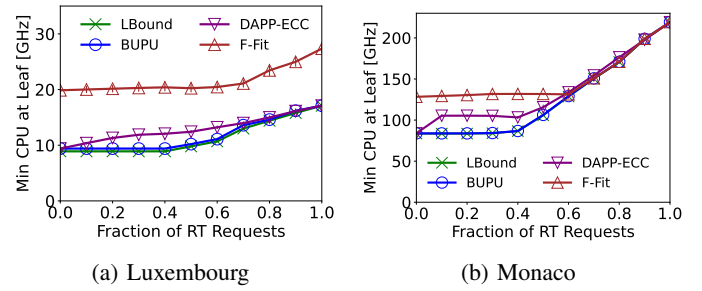 Min CPU at Leaf [GHz]
35
30
20
10
0
LBound
BUPU
DAPP-ECC
F-Fit
0.0 0.2 0.4 0.6 0.8 1.0
Fraction of RT Requests
(a) Luxembourg
Min CPU at Leaf [GHz]
200
150
100
50
0
LBound
BUPU
DAPP-ECC
F-Fit
0.0 0.2 0.4 0.6 0.8 1.0
Fraction of RT Requests
(b) Monaco